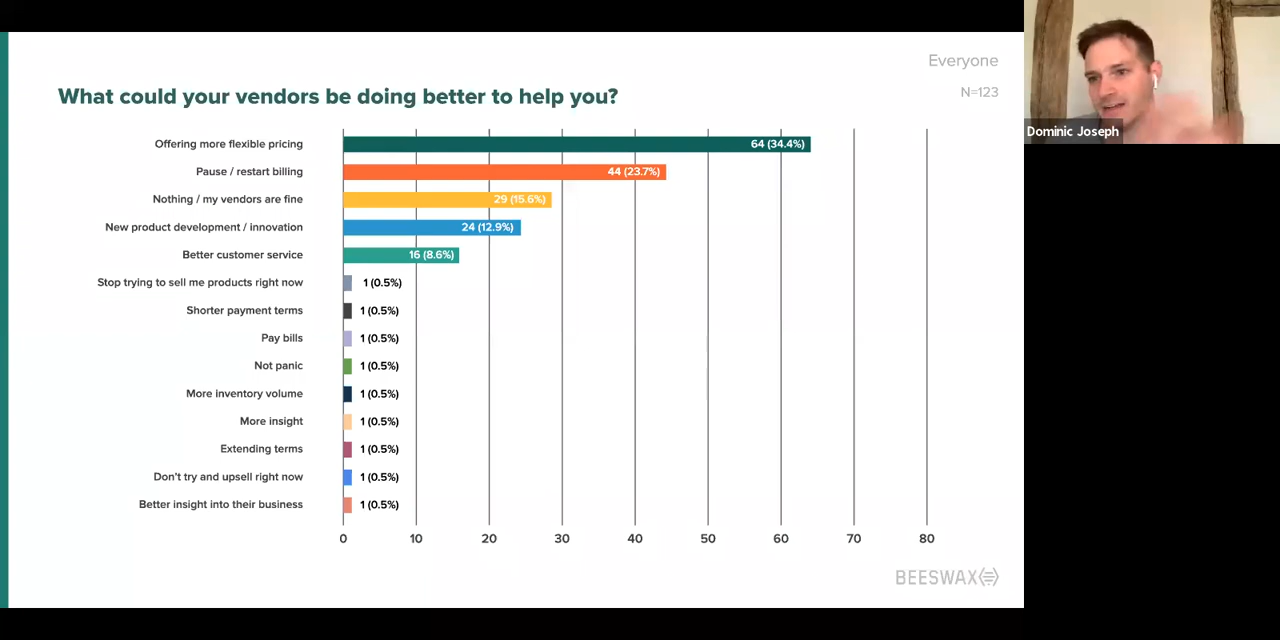 Everyone
What could your vendors be doing better to help you?
N=123
Offering more flexible pricing 64 (34.4%)
Pause / restart billing 44 (23.7%)
Nothing / my vendors are fine 29 (15.6%)
New product development / innovation 24 (12.9%)
Better customer service 16 (8.6%)
Stop trying to sell me products right now 1 (0.5%)
Shorter payment terms 1 (0.5%)
Pay bills 1 (0.5%)
Not panic 1 (0.5%)
More inventory volume 1 (0.5%)
More insight 1 (0.5%)
Extending terms 1 (0.5%)
Don't try and upsell right now 1 (0.5%)
Better insight into their business 1 (0.5%)
0 10 20 30 40 50 60 70 80
BEESWAX
Dominic Joseph